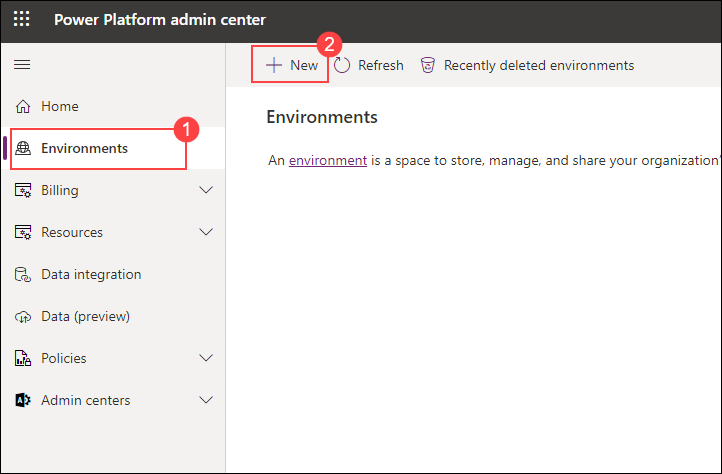 Power Platform admin center
2
New
Refresh
Recently deleted environments
Home
1
Environments
Billing
Resources
Data integration
Data (preview)
Policies
Admin centers
Environments
An environment is a space to store, manage, and share your organization'